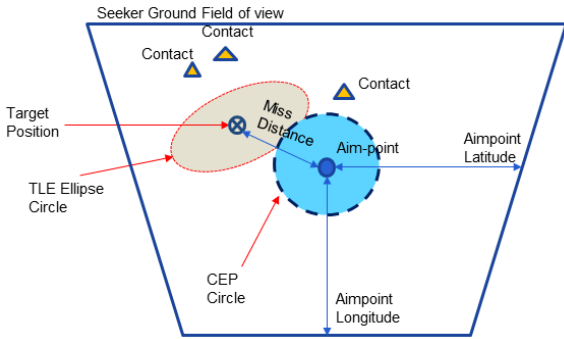 Seeker Ground Field of view
Contact
Contact
Contact
Target
Position
Miss
Distance
Aim-point
Aimpoint
Latitude
TLE Ellipse
Circle
CEP
Circle
Aimpoint
Longitude